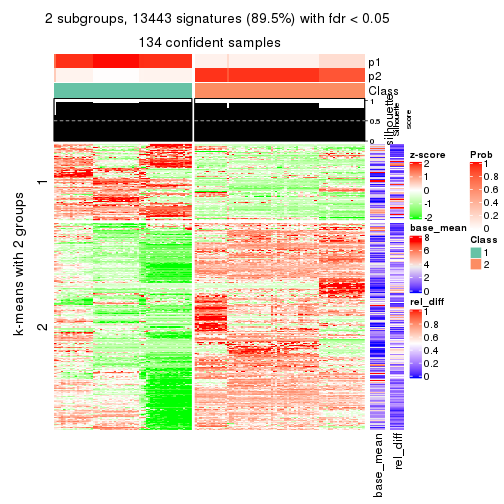 2 subgroups, 13443 signatures (89.5%) with fdr < 0.05
134 confident samples
p1
p2
Class
1
0.5
0
silhouette
Silhouette
score
k-means with 2 groups
1
2
base_mean
rel_diff
z-score
2
1
0
-1
-2
base_mean
8
6
4
2
0
rel_diff
1
0.8
0.6
0.4
0.2
0
Prob
1
0.8
0.6
0.4
0.2
0
Class
1
2